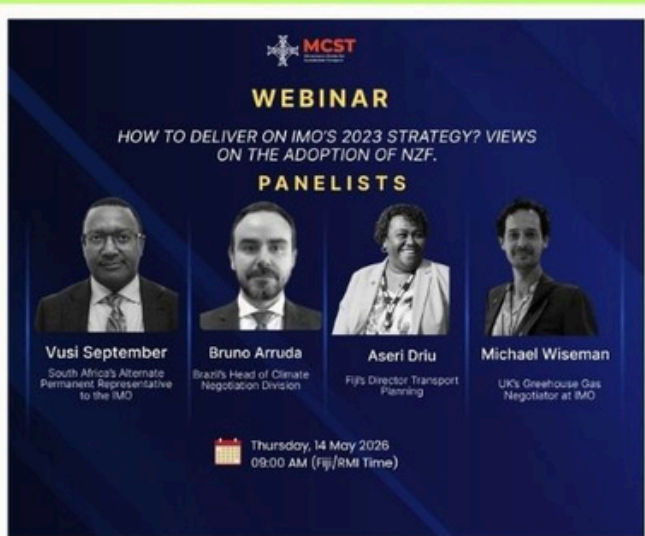 MCST
WEBINAR
HOW TO DELIVER ON IMO'S 2023 STRATEGY? VIEWS
ON THE ADOPTION OF NZF.
PANELISTS
Vusi September
South Africa's Alternate
Permanent Representative
to the IMO
Bruno Arruda
Brazil's Head of Climate
Negotiation Division
Aseri Driu
Fiji's Director Transport
Planning
Michael Wiseman
UK's Greehouse Gas
Negotiator at IMO
Thursday, 14 May 2026
09:00 AM (Fiji/RMI Time)